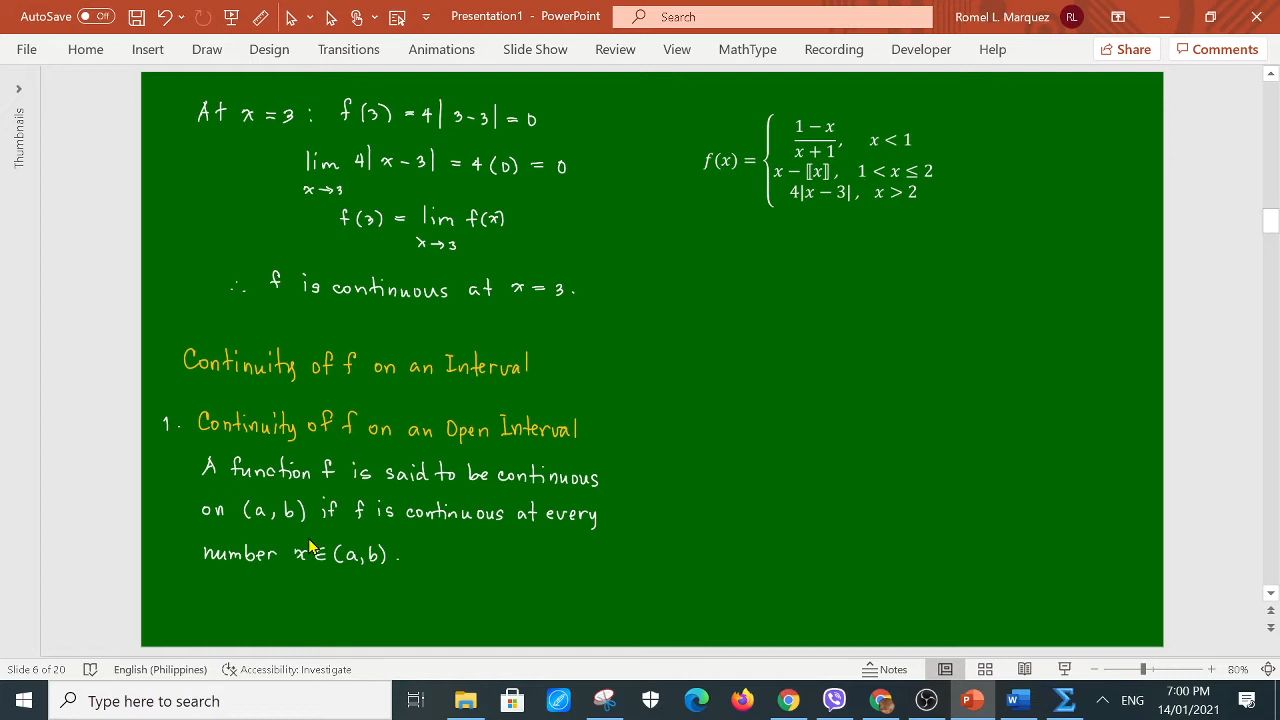 AutoSave Off
Presentation1 - PowerPoint
Search
Romel L. Marquez RL
File Home Insert Draw Design Transitions Animations Slide Show Review View MathType Recording Developer Help Share Comments
Thumbnails
At x = 3 : f(3) = 4|3-3| = 0
lim 4|x-3| = 4(0) = 0
x→3
f(3) = lim f(x)
x→3
∴ f is continuous at x = 3.
f(x) = { 1 − x / x + 1, x < 1
x − ⟦x⟧, 1 < x ≤ 2
4|x − 3|, x > 2
Continuity of f on an Interval
1. Continuity of f on an Open Interval
A function f is said to be continuous
on (a, b) if f is continuous at every
number x ∈ (a, b).
Slide 6 of 20 English (Philippines) Accessibility: Investigate Notes 80%
Type here to search
ENG
7:00 PM
14/01/2021